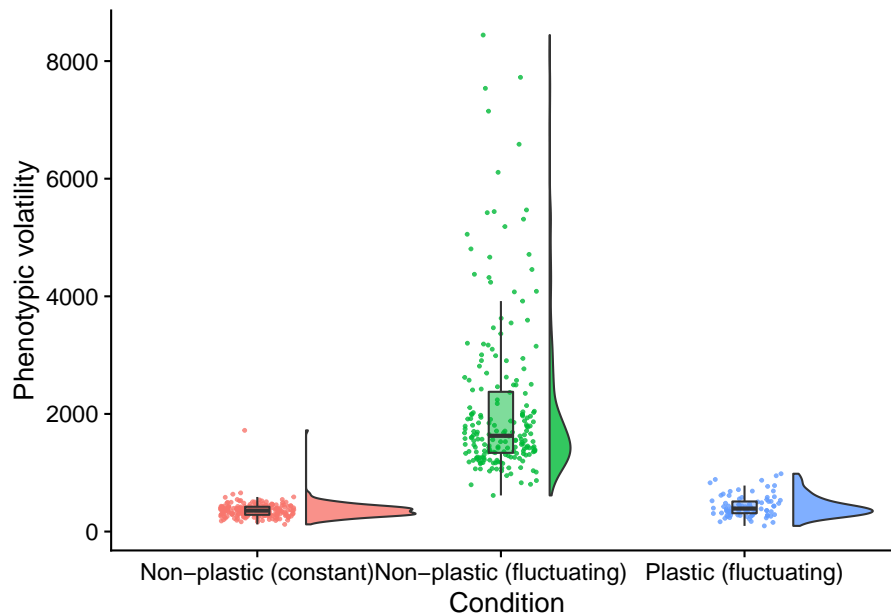 Phenotypic volatility
8000
6000
4000
2000
0
Non−plastic (constant)
Non−plastic (fluctuating)
Plastic (fluctuating)
Condition